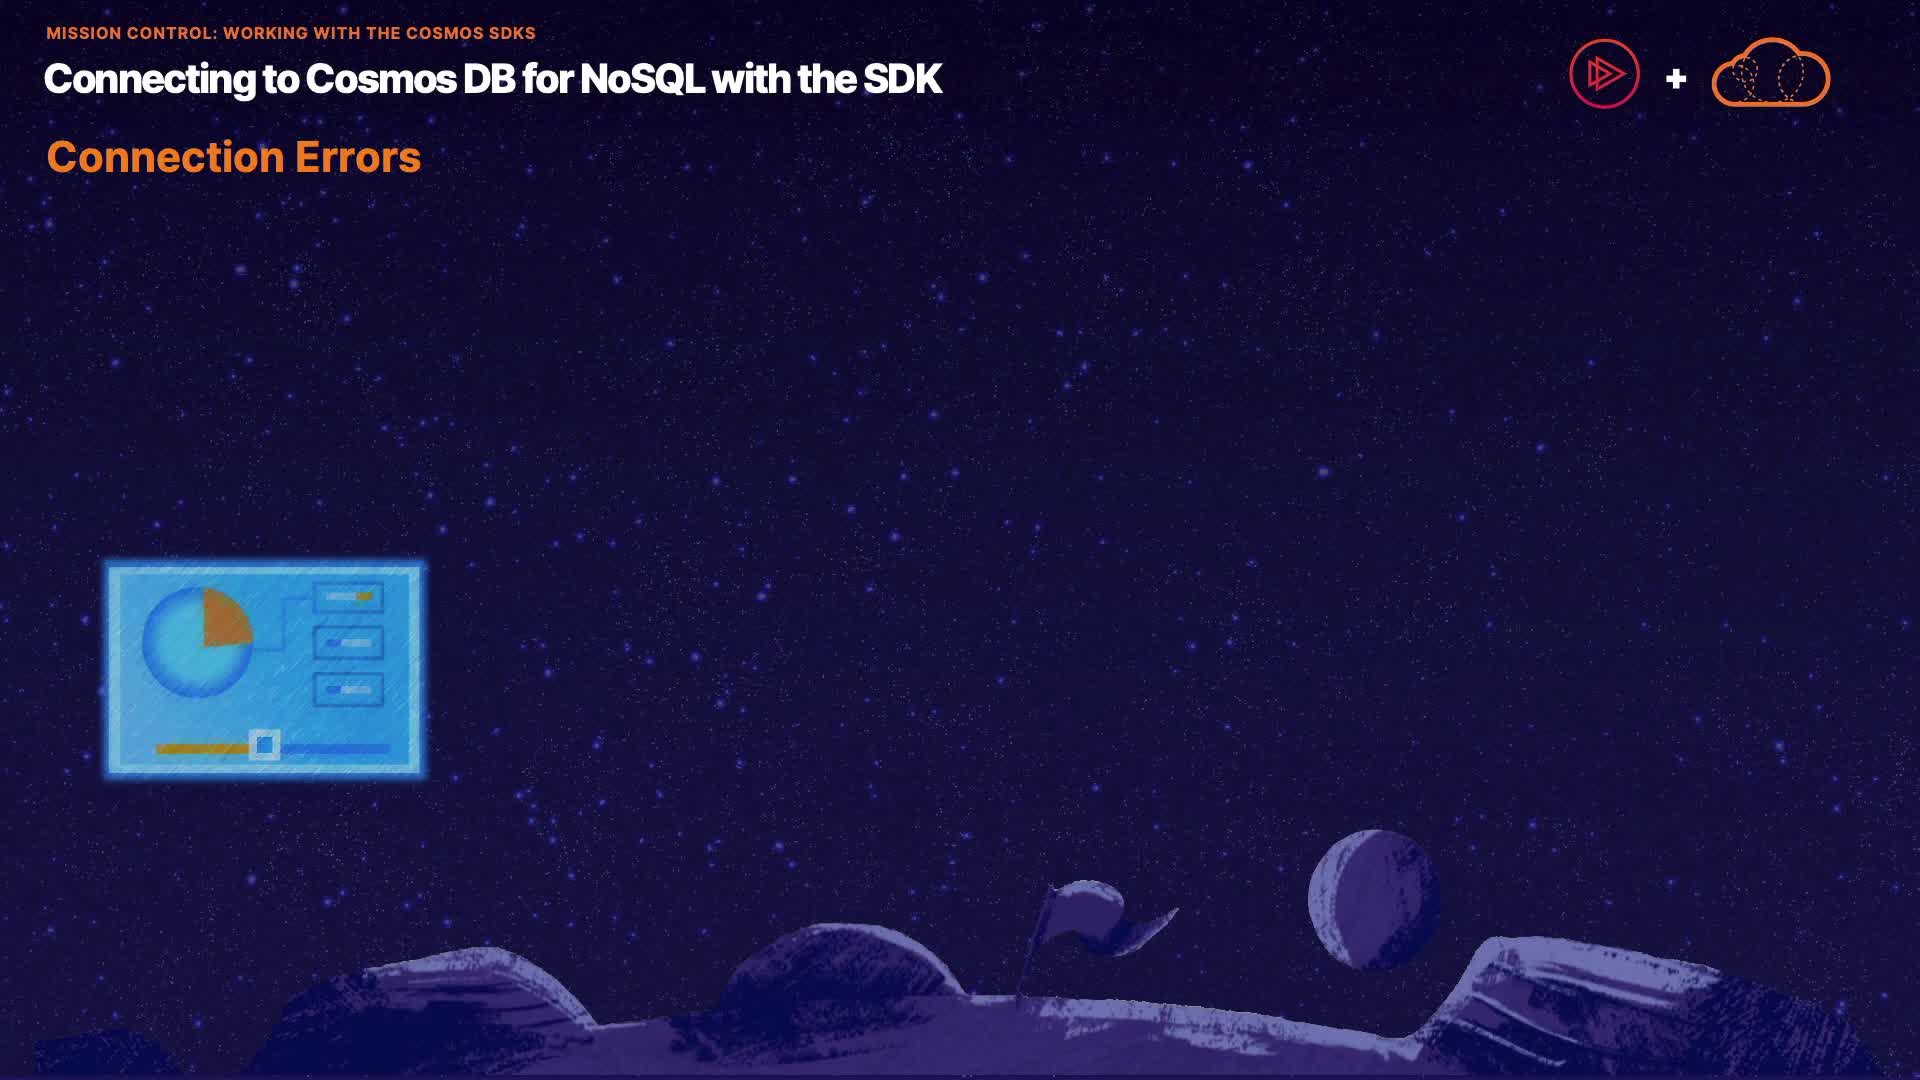 MISSION CONTROL: WORKING WITH THE COSMOS SDKS
Connecting to Cosmos DB for NoSQL with the SDK
+
Connection Errors